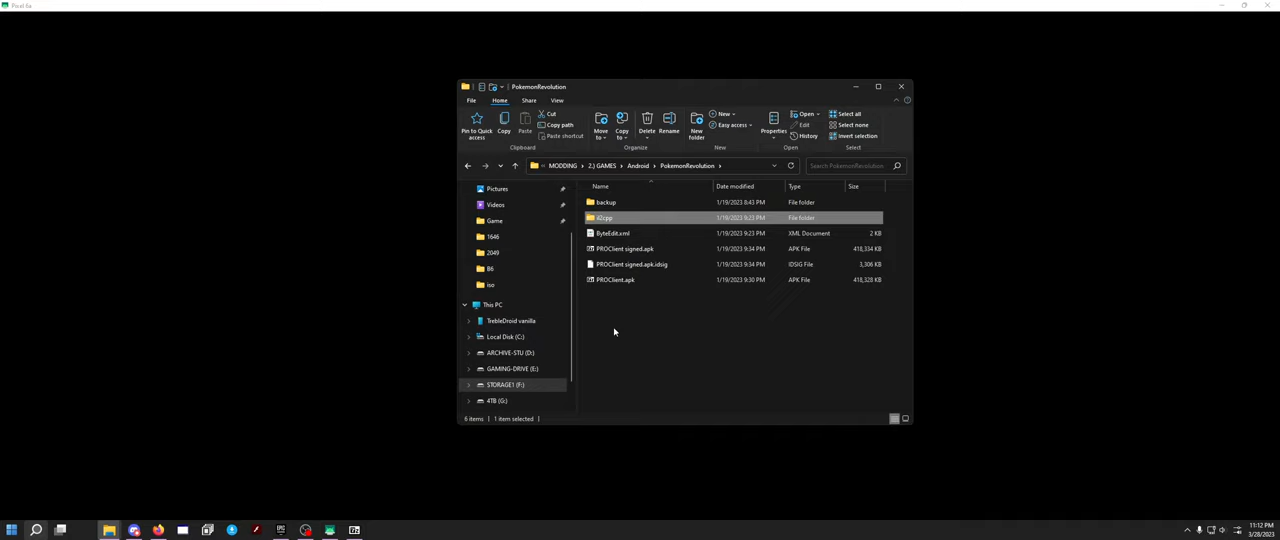 Pixel 6a
PokemonRevolution
File Home Share View
Pin to Quick access
Copy
Paste
Cut
Copy path
Paste shortcut
Clipboard
Move to
Copy to
Delete
Rename
Organize
New folder
New
Easy access
New
Properties
Open
Edit
History
Open
Select all
Select none
Invert selection
Select
« MODDING › 2.) GAMES › Android › PokemonRevolution ›
Search PokemonRevolution
Pictures
Videos
Game
1646
2049
B6
iso
This PC
TrebleDroid vanilla
Local Disk (C:)
ARCHIVE-STU (D:)
GAMING-DRIVE (E:)
STORAGE1 (F:)
4TB (G:)
Name Date modified Type Size
backup 1/19/2023 8:43 PM File folder
il2cpp 1/19/2023 9:23 PM File folder
ByteEdit.xml 1/19/2023 9:23 PM XML Document 2 KB
PROClient signed.apk 1/19/2023 9:34 PM APK File 418,334 KB
PROClient signed.apk.idsig 1/19/2023 9:34 PM IDSIG File 3,306 KB
PROClient.apk 1/19/2023 9:30 PM APK File 418,328 KB
6 items 1 item selected
EPIC
11:12 PM
3/28/2023